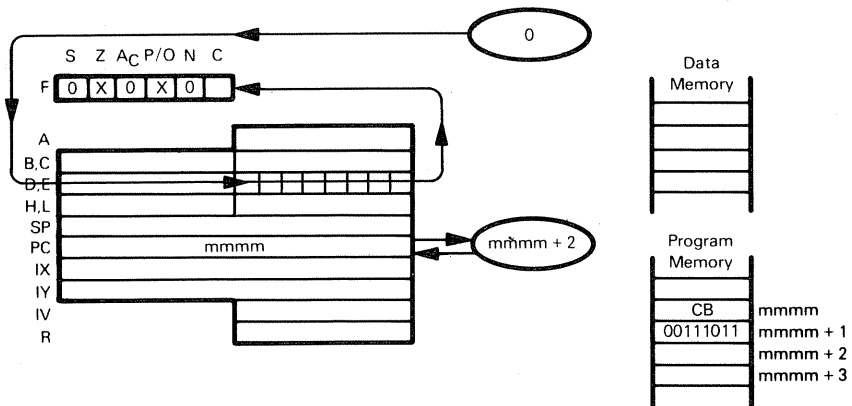 0
S Z AC P/O N C
F 0 X 0 X 0
A
B,C
D,E
H,L
SP
PC mmmm
IX
IY
IV
R
mmmm + 2
Data
Memory
Program
Memory
CB mmmm
00111011 mmmm + 1
mmmm + 2
mmmm + 3